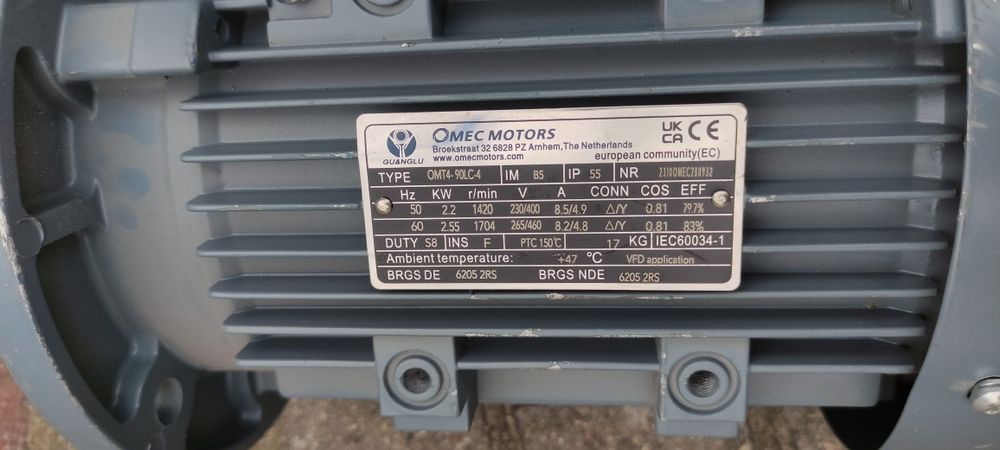 OMEC MOTORS
UK CA CE
Broekstraat 32 6828 PZ Arnhem,The Netherlands
GUANGLU www.omecmotors.com european community(EC)
TYPE OMT4-90LC-4 IM B5 IP 55 NR 2310OMEC280932
Hz KW r/min V A CONN COS EFF
50 2.2 1420 230/400 8.5/4.9 △/Y 0.81 79.7%
60 2.55 1704 265/460 8.2/4.8 △/Y 0.81 83%
DUTY S8 INS F PTC 150℃ 17 KG IEC60034-1
Ambient temperature: +47 ℃ VFD application
BRGS DE 6205 2RS BRGS NDE 6205 2RS